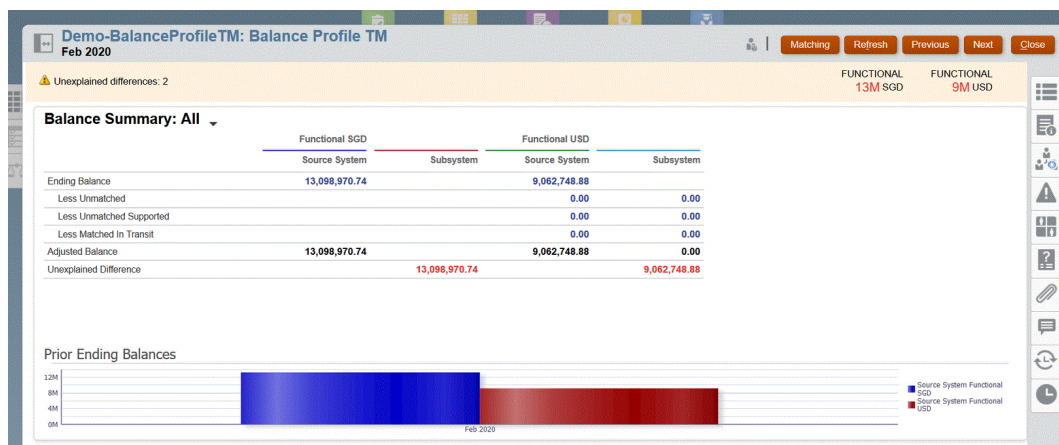 Demo-BalanceProfileTM: Balance Profile TM
Feb 2020
Matching Refresh Previous Next Close
Unexplained differences: 2
FUNCTIONAL FUNCTIONAL
13M SGD 9M USD
Balance Summary: All
Functional SGD Functional USD
Source System Subsystem Source System Subsystem
Ending Balance 13,098,970.74 9,062,748.88
Less Unmatched 0.00 0.00
Less Unmatched Supported 0.00 0.00
Less Matched In Transit 0.00 0.00
Adjusted Balance 13,098,970.74 9,062,748.88 0.00
Unexplained Difference 13,098,970.74 9,062,748.88
Prior Ending Balances
12M
8M
4M
0M
Feb 2020
Source System Functional
SGD
Source System Functional
USD